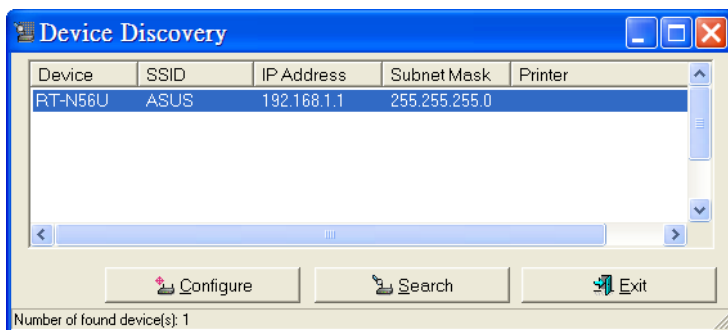 Device Discovery
Device SSID IP Address Subnet Mask Printer
RT-N56U ASUS 192.168.1.1 255.255.255.0
Configure Search Exit
Number of found device(s): 1